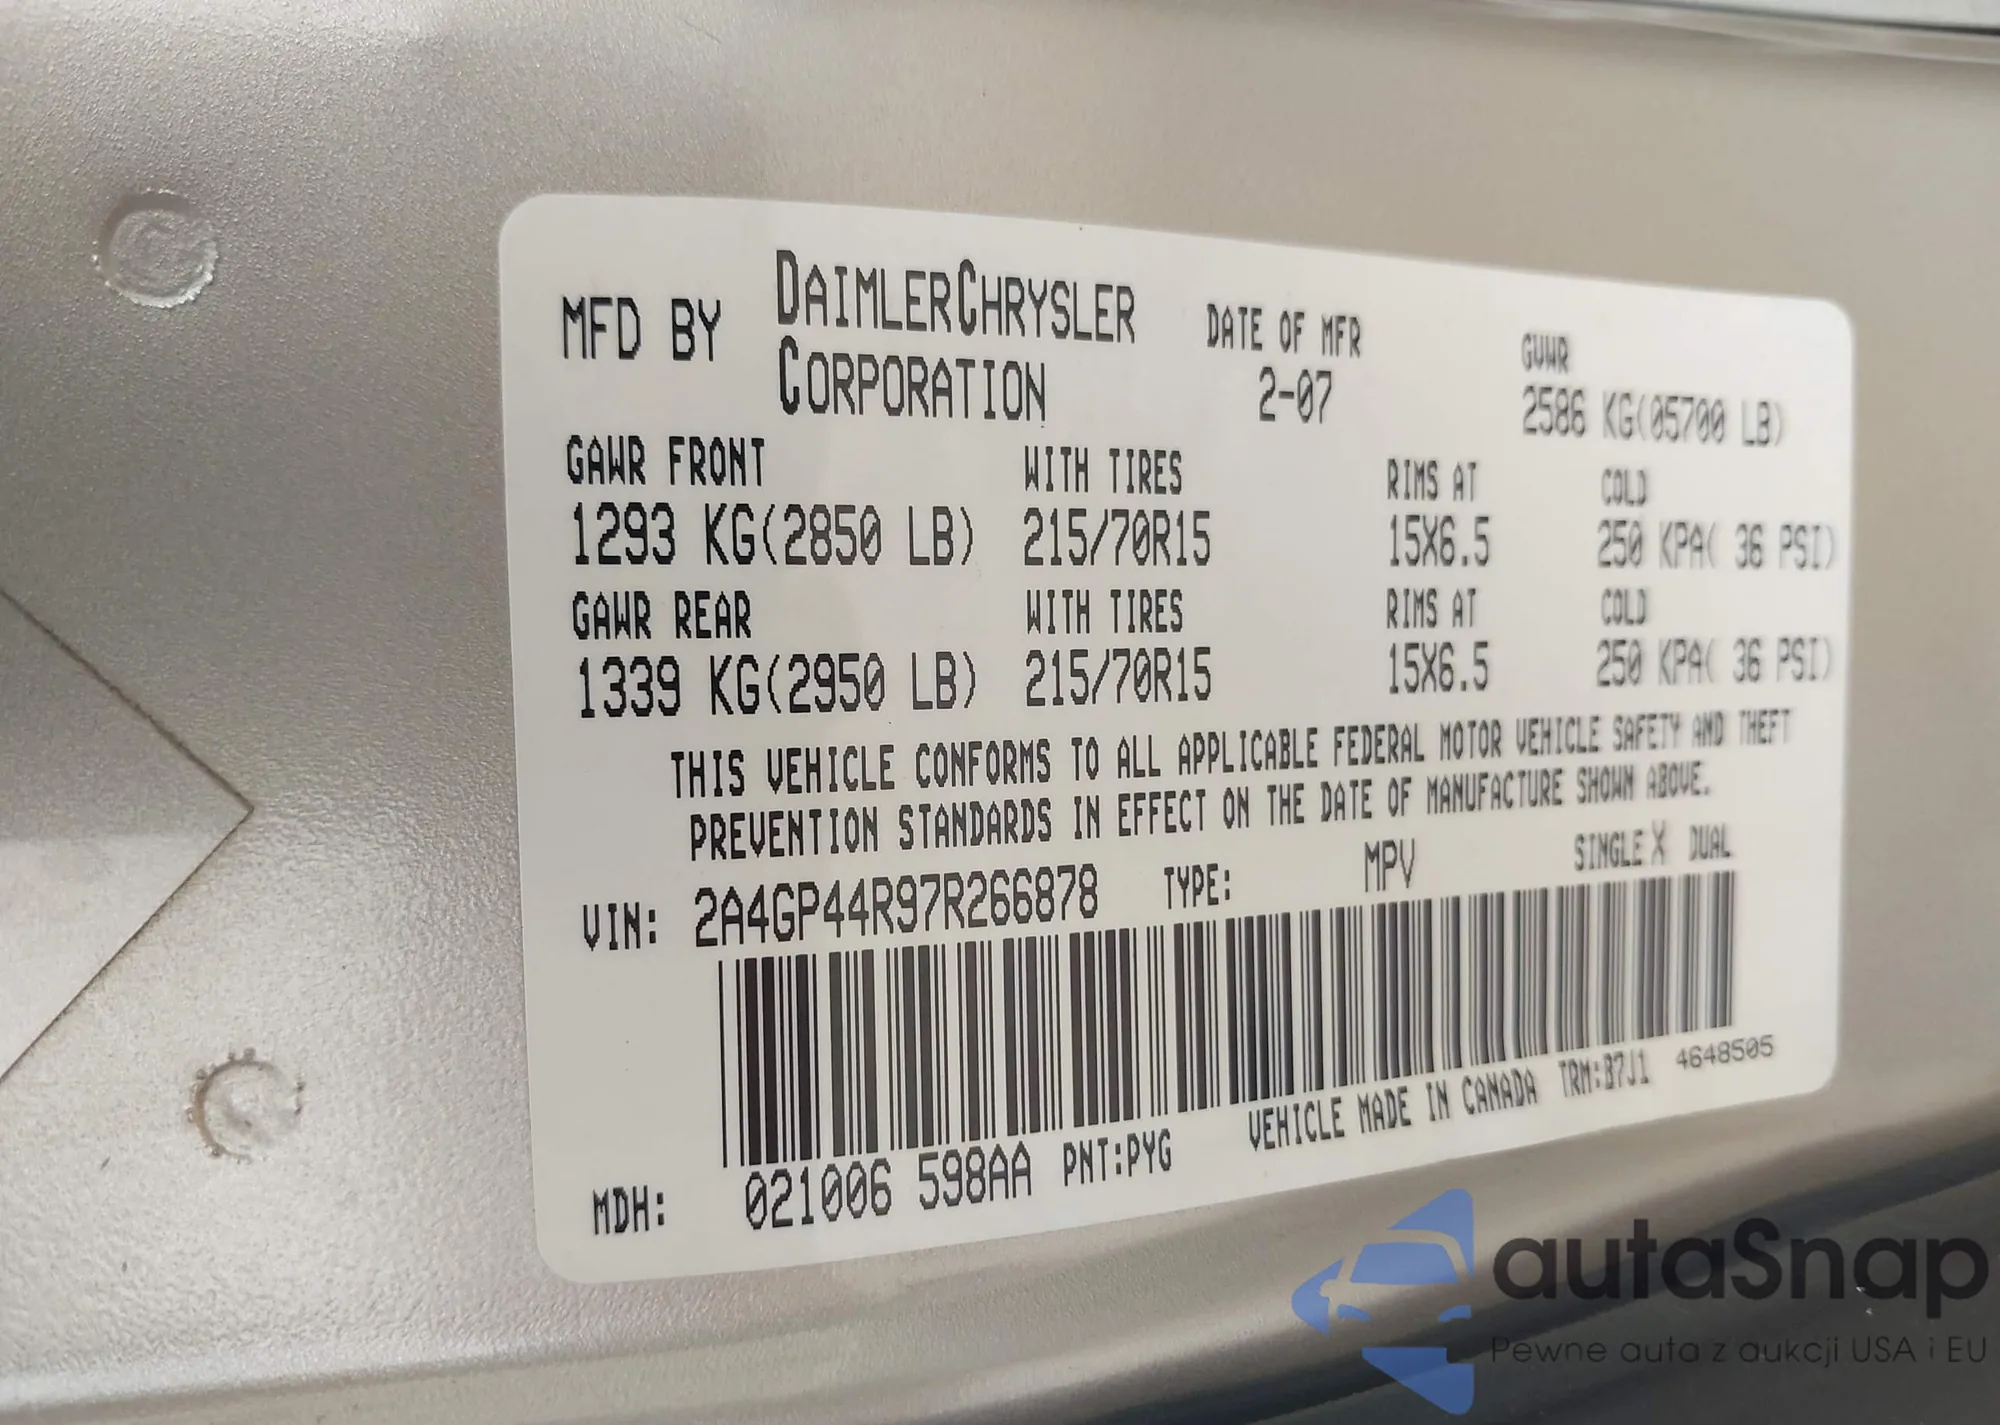 MFD BY DAIMLERCHRYSLER CORPORATION DATE OF MFR 2-07 GVWR 2586 KG(05700 LB)
GAWR FRONT WITH TIRES RIMS AT COLD
1293 KG(2850 LB) 215/70R15 15X6.5 250 KPA( 36 PSI)
GAWR REAR WITH TIRES RIMS AT COLD
1339 KG(2950 LB) 215/70R15 15X6.5 250 KPA( 36 PSI)
THIS VEHICLE CONFORMS TO ALL APPLICABLE FEDERAL MOTOR VEHICLE SAFETY AND THEFT
PREVENTION STANDARDS IN EFFECT ON THE DATE OF MANUFACTURE SHOWN ABOVE.
VIN: 2A4GP44R97R266878 TYPE: MPV SINGLE X DUAL
MDH: 021006 598AA PNT:PYG VEHICLE MADE IN CANADA TRM:B7J1 4648505
autaSnap
Pewne auta z aukcji USA i EU